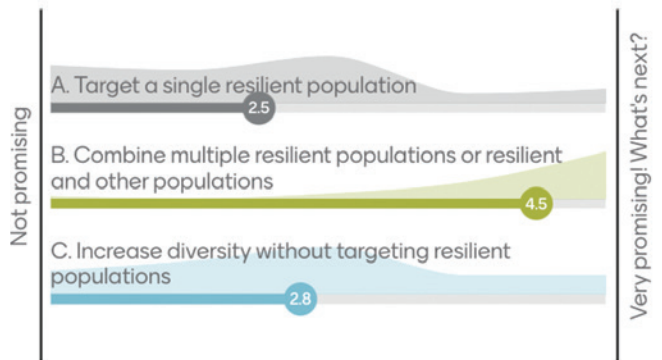 Not promising
A. Target a single resilient population
2.5
B. Combine multiple resilient populations or resilient
and other populations
4.5
C. Increase diversity without targeting resilient
populations
2.8
Very promising! What's next?